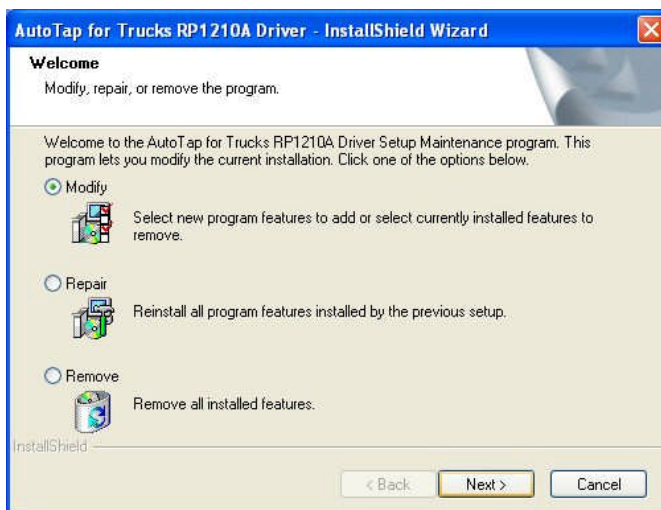 AutoTap for Trucks RP1210A Driver - InstallShield Wizard
Welcome
Modify, repair, or remove the program.
Welcome to the AutoTap for Trucks RP1210A Driver Setup Maintenance program. This
program lets you modify the current installation. Click one of the options below.
Modify
Select new program features to add or select currently installed features to
remove.
Repair
Reinstall all program features installed by the previous setup.
Remove
Remove all installed features.
InstallShield
< Back
Next >
Cancel